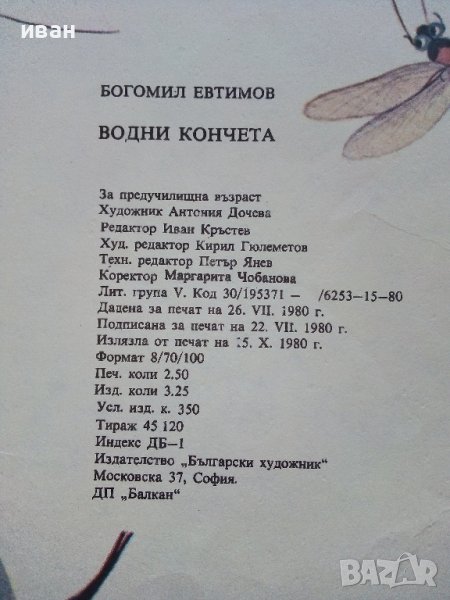 иван
БОГОМИЛ ЕВТИМОВ
ВОДНИ КОНЧЕТА
За предучилищна възраст
Художник Антония Дочева
Редактор Иван Кръстев
Худ. редактор Кирил Гюлеметов
Техн. редактор Петър Янев
Коректор Маргарита Чобанова
Лит. група V. Код 30/195371 — /6253-15-80
Дадена за печат на 26. VII. 1980 г.
Подписана за печат на 22. VII. 1980 г.
Излязла от печат на 15. X. 1980 г.
Формат 8/70/100
Печ. коли 2.50
Изд. коли 3.25
Усл. изд. к. 350
Тираж 45 120
Индекс ДБ—1
Издателство „Български художник“
Московска 37, София.
ДП „Балкан“
BAZAR.bg